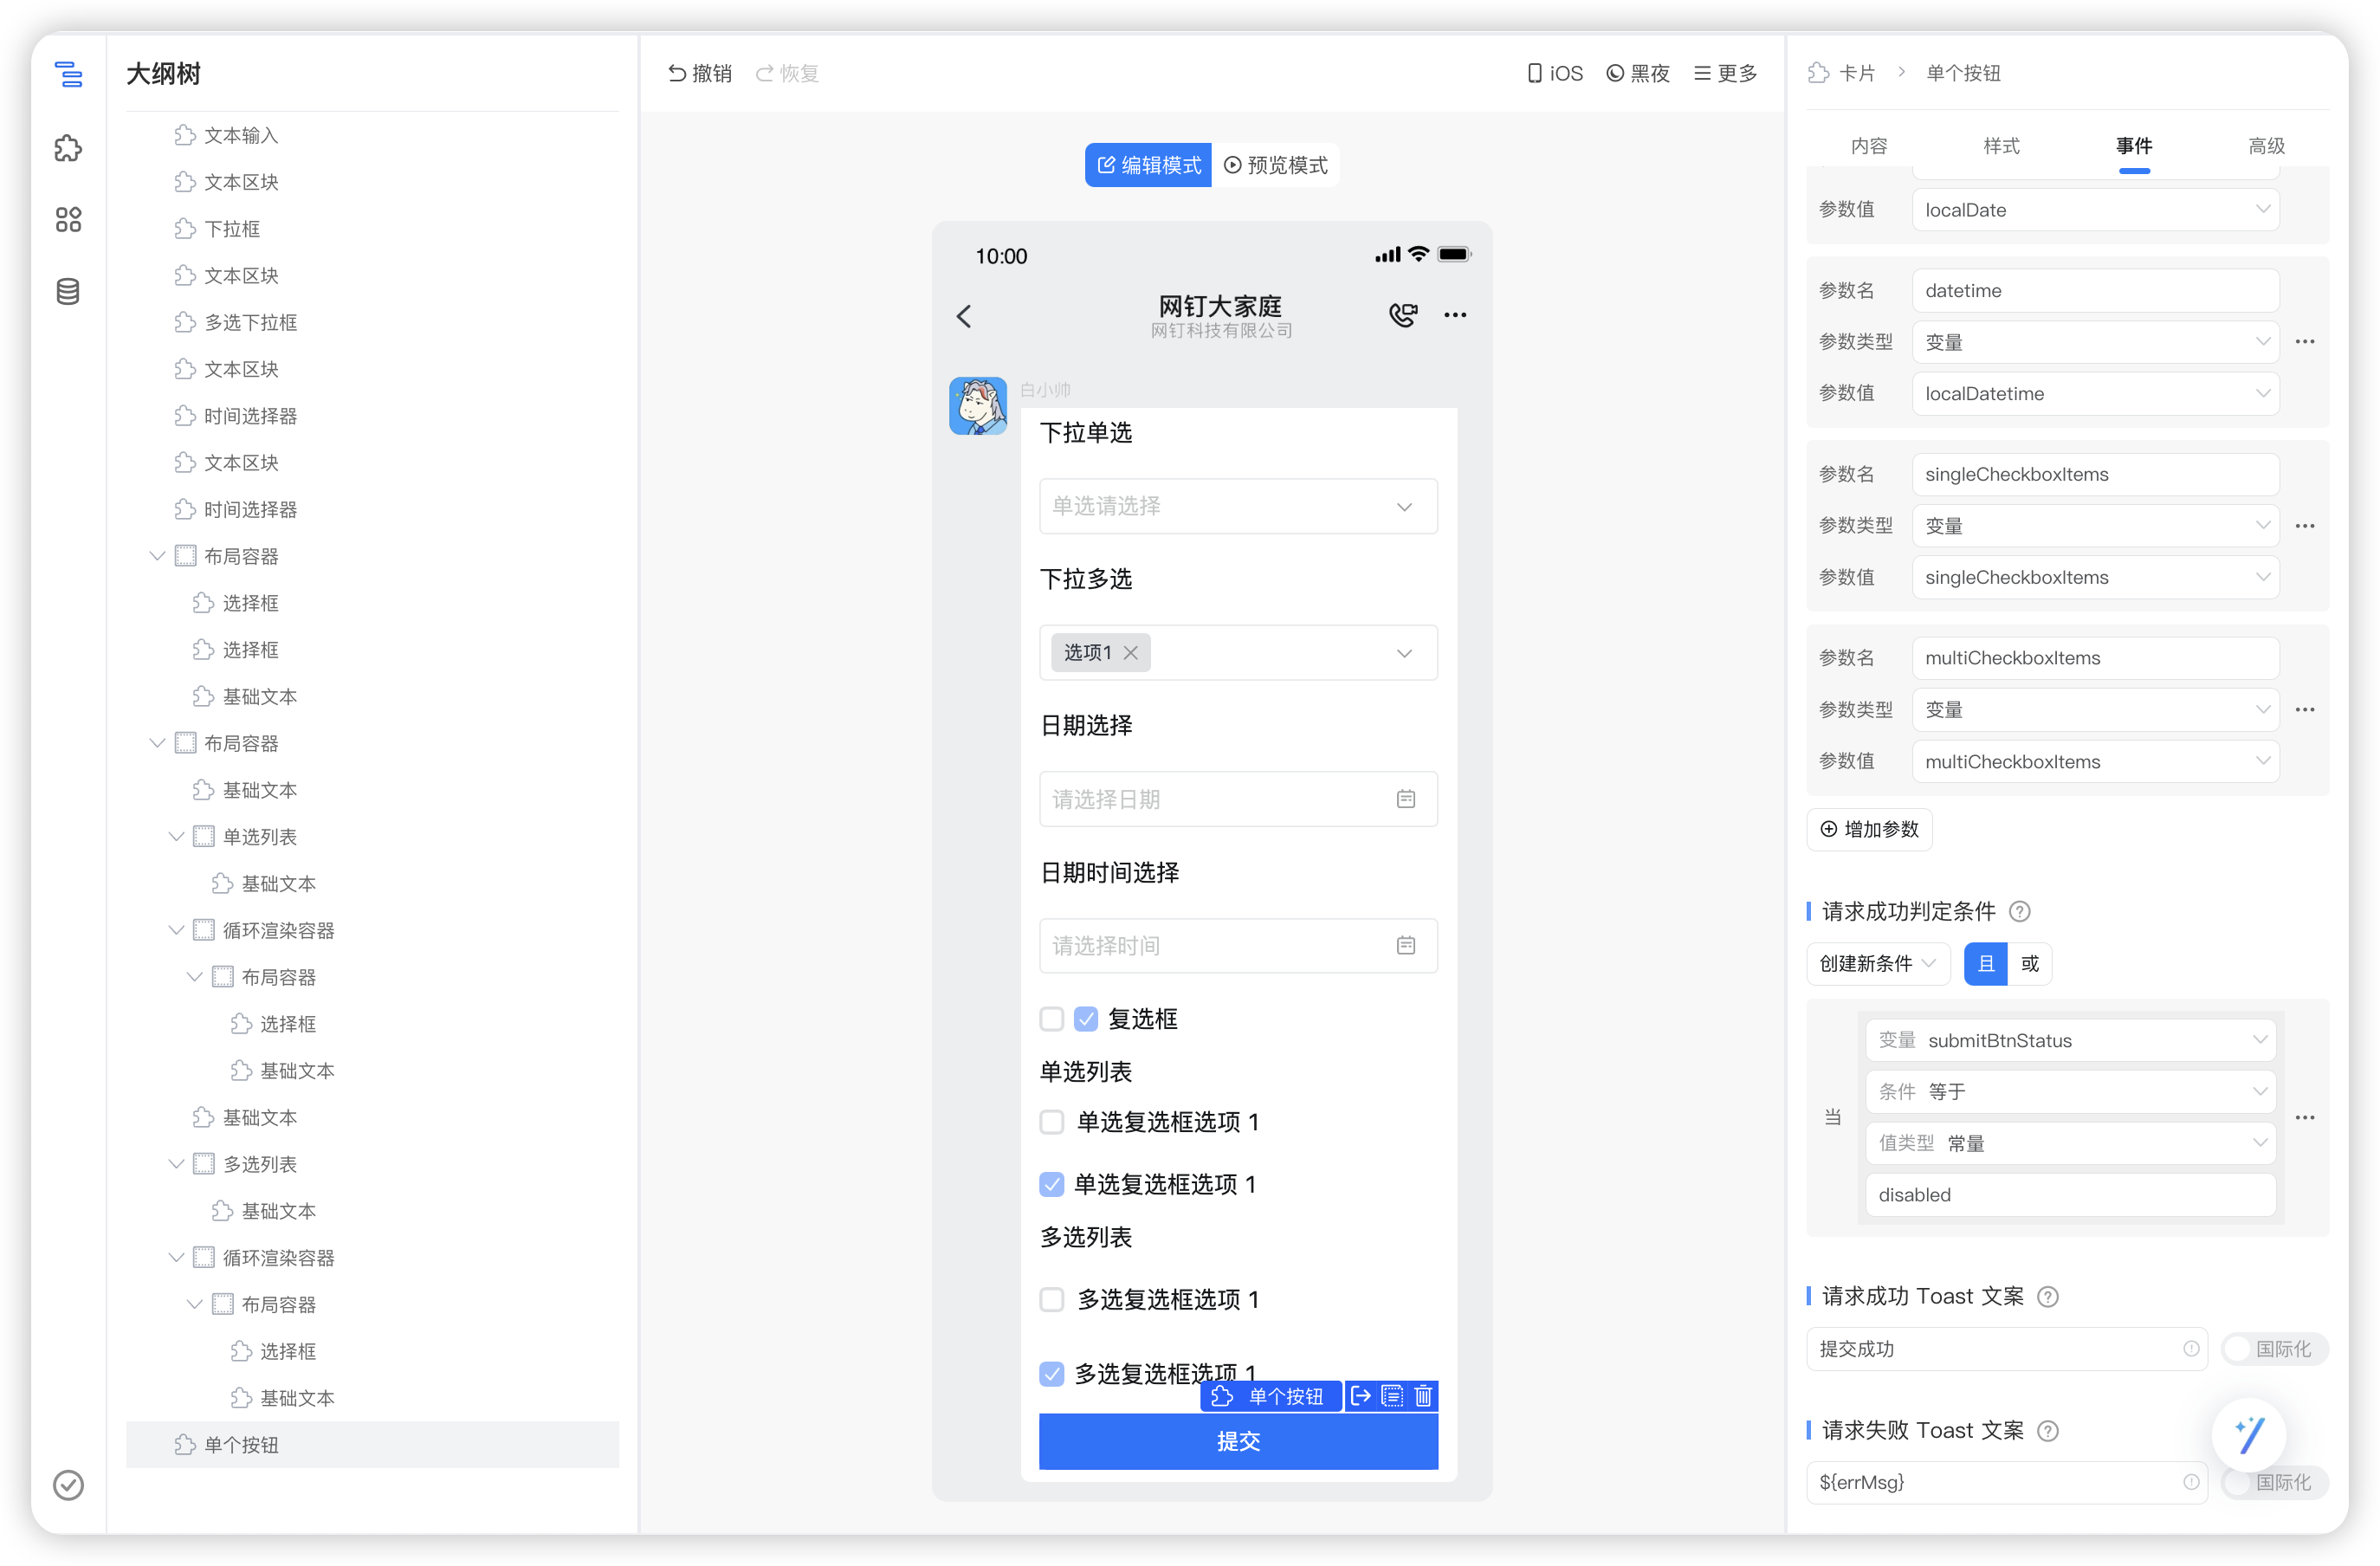 大纲树
文本输入
文本区块
下拉框
文本区块
多选下拉框
文本区块
时间选择器
文本区块
时间选择器
布局容器
选择框
选择框
基础文本
布局容器
基础文本
单选列表
基础文本
循环渲染容器
布局容器
选择框
基础文本
基础文本
多选列表
基础文本
循环渲染容器
布局容器
选择框
基础文本
单个按钮
撤销 恢复
iOS 黑夜 更多
编辑模式 预览模式
10:00
网钉大家庭
网钉科技有限公司
白小帅
下拉单选
单选请选择
下拉多选
选项1
日期选择
请选择日期
日期时间选择
请选择时间
复选框
单选列表
单选复选框选项 1
单选复选框选项 1
多选列表
多选复选框选项 1
多选复选框选项 1
单个按钮
提交
卡片 单个按钮
内容 样式 事件 高级
参数值 localDate
参数名 datetime
参数类型 变量
参数值 localDatetime
参数名 singleCheckboxItems
参数类型 变量
参数值 singleCheckboxItems
参数名 multiCheckboxItems
参数类型 变量
参数值 multiCheckboxItems
增加参数
请求成功判定条件
创建新条件 且 或
当
变量 submitBtnStatus
条件 等于
值类型 常量
disabled
请求成功 Toast 文案
提交成功 国际化
请求失败 Toast 文案
${errMsg} 国际化